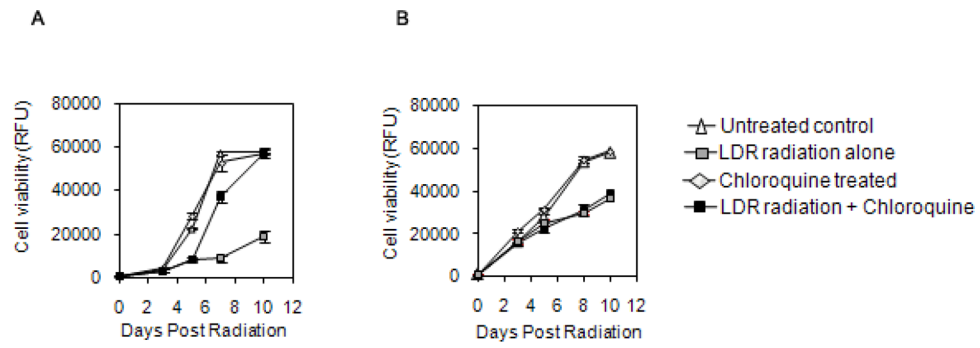 A
B
Cell viability (RFU)
80000
60000
40000
20000
0
0 2 4 6 8 10 12
Days Post Radiation
Cell viability (RFU)
80000
60000
40000
20000
0
0 2 4 6 8 10 12
Days Post Radiation
Untreated control
LDR radiation alone
Chloroquine treated
LDR radiation + Chloroquine